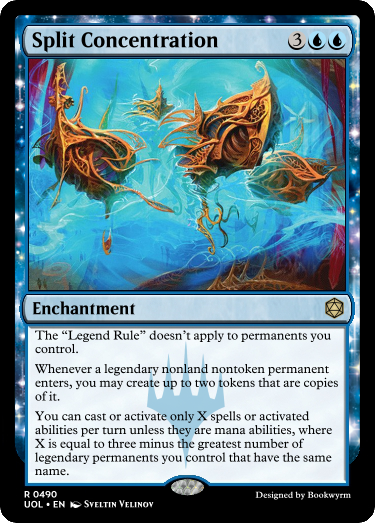 Split Concentration 3
Enchantment
The “Legend Rule” doesn’t apply to permanents you
control.
Whenever a legendary nonland nontoken permanent
enters, you may create up to two tokens that are copies
of it.
You can cast or activate only X spells or activated
abilities per turn unless they are mana abilities, where
X is equal to three minus the greatest number of
legendary permanents you control that have the same
name.
R 0490
UOL • EN Sveltin Velinov Designed by Bookwyrm